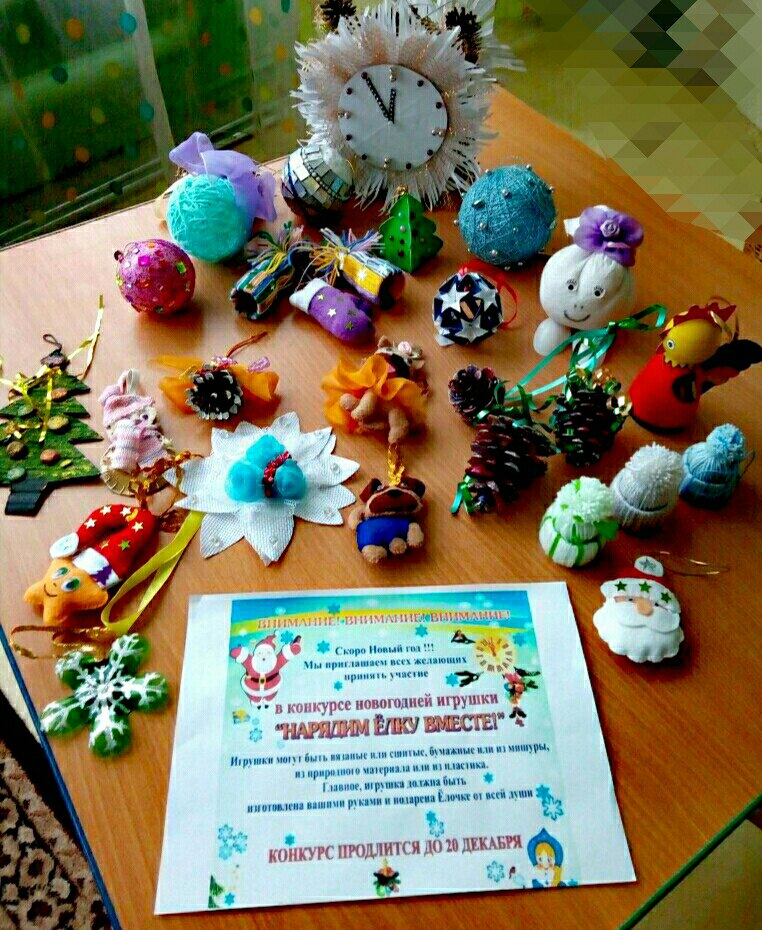 ВНИМАНИЕ! ВНИМАНИЕ! ВНИМАНИЕ!
Скоро Новый год !!!
Мы приглашаем всех желающих
принять участие
в конкурсе новогодней игрушки
“НАРЯДИМ ЁЛКУ ВМЕСТЕ!”
Игрушки могут быть вязаные или сшитые, бумажные или из мишуры,
из природного материала или из пластика.
Главное, игрушка должна быть
изготовлена вашими руками и подарена Ёлочке от всей души
КОНКУРС ПРОДЛИТСЯ ДО 20 ДЕКАБРЯ